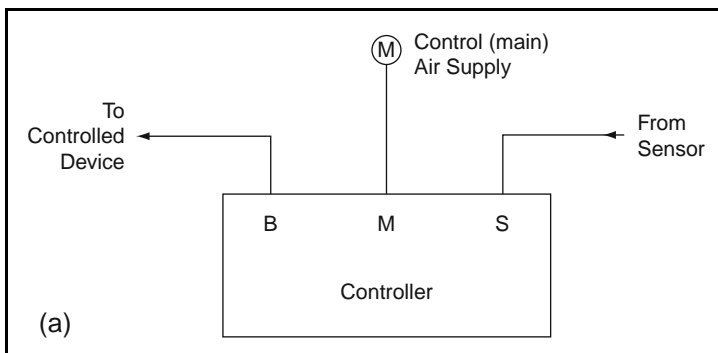 M
Control (main)
Air Supply
To
Controlled
Device
From
Sensor
B M S
Controller
(a)